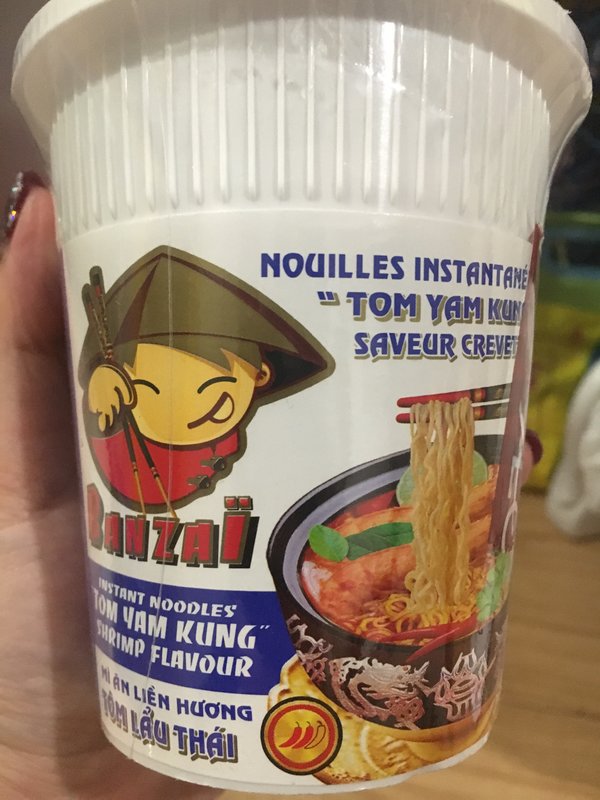 NOUILLES INSTANTANÉ
" TOM YAM KUN
SAVEUR CREVET
BANZAÏ
INSTANT NOODLES
"TOM YAM KUNG"
SHRIMP FLAVOUR
MÌ ĂN LIỀN HƯƠNG
TÔM LẨU THÁI